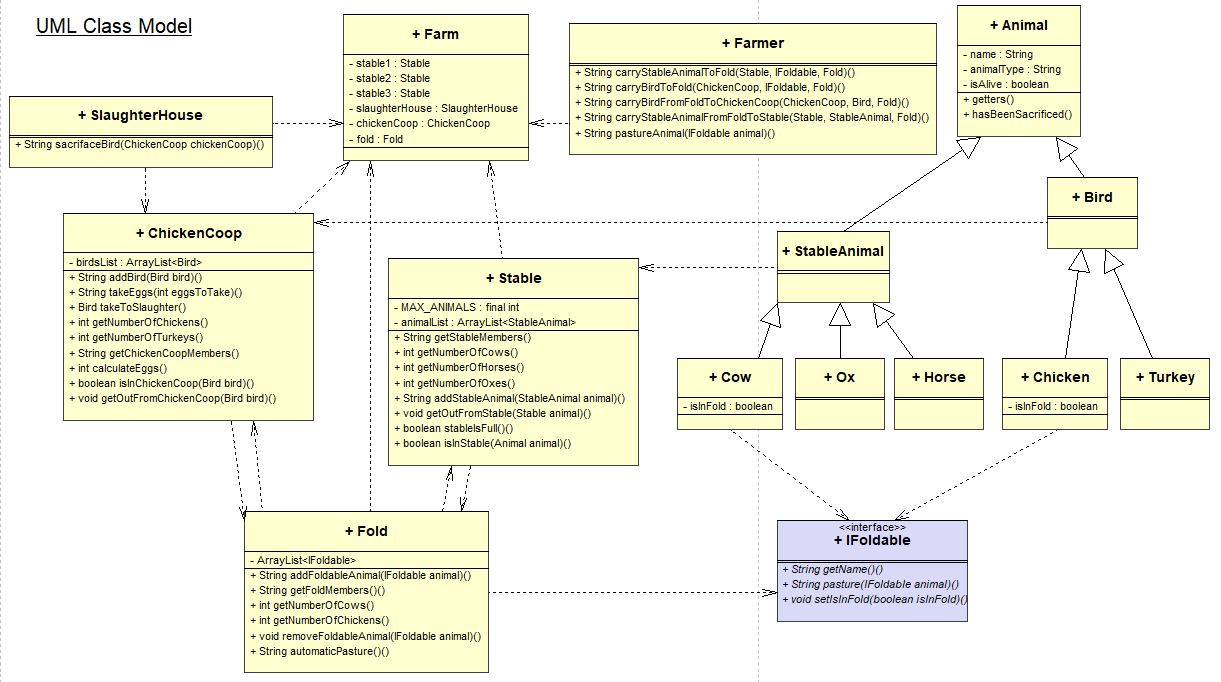 UML Class Model
+ Farm
- stable1 : Stable
- stable2 : Stable
- stable3 : Stable
- slaughterHouse : SlaughterHouse
- chickenCoop : ChickenCoop
- fold : Fold
+ Farmer
+ String carryStableAnimalToFold(Stable, IFoldable, Fold)()
+ String carryBirdToFold(ChickenCoop, IFoldable, Fold)()
+ String carryBirdFromFoldToChickenCoop(ChickenCoop, Bird, Fold)()
+ String carryStableAnimalFromFoldToStable(Stable, StableAnimal, Fold)()
+ String pastureAnimal(IFoldable animal)()
+ Animal
- name : String
- animalType : String
- isAlive : boolean
+ getters()
+ hasBeenSacrificed()
+ SlaughterHouse
+ String sacrifaceBird(ChickenCoop chickenCoop)()
+ Bird
+ ChickenCoop
- birdsList : ArrayList<Bird>
+ String addBird(Bird bird)()
+ String takeEggs(int eggsToTake)()
+ Bird takeToSlaughter()
+ int getNumberOfChickens()
+ int getNumberOfTurkeys()
+ String getChickenCoopMembers()
+ int calculateEggs()
+ boolean isInChickenCoop(Bird bird)()
+ void getOutFromChickenCoop(Bird bird)()
+ StableAnimal
+ Stable
- MAX_ANIMALS : final int
- animalList : ArrayList<StableAnimal>
+ String getStableMembers()
+ int getNumberOfCows()
+ int getNumberOfHorses()
+ int getNumberOfOxes()
+ String addStableAnimal(StableAnimal animal)()
+ void getOutFromStable(Stable animal)()
+ boolean stableIsFull()()
+ boolean isInStable(Animal animal)()
+ Cow
- isInFold : boolean
+ Ox
+ Horse
+ Chicken
- isInFold : boolean
+ Turkey
+ Fold
- ArrayList<IFoldable>
+ String addFoldableAnimal(IFoldable animal)()
+ String getFoldMembers()()
+ int getNumberOfCows()
+ int getNumberOfChickens()
+ void removeFoldableAnimal(IFoldable animal)()
+ String automaticPasture()()
<<interface>>
+ IFoldable
+ String getName()()
+ String pasture(IFoldable animal)()
+ void setIsInFold(boolean isInFold)()